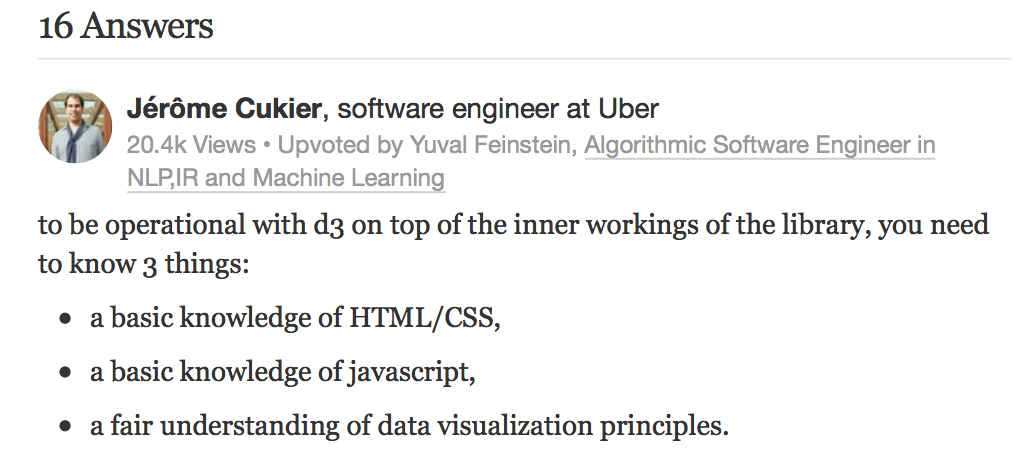 16 Answers
Jérôme Cukier, software engineer at Uber
20.4k Views • Upvoted by Yuval Feinstein, Algorithmic Software Engineer in
NLP,IR and Machine Learning
to be operational with d3 on top of the inner workings of the library, you need
to know 3 things:
• a basic knowledge of HTML/CSS,
• a basic knowledge of javascript,
• a fair understanding of data visualization principles.